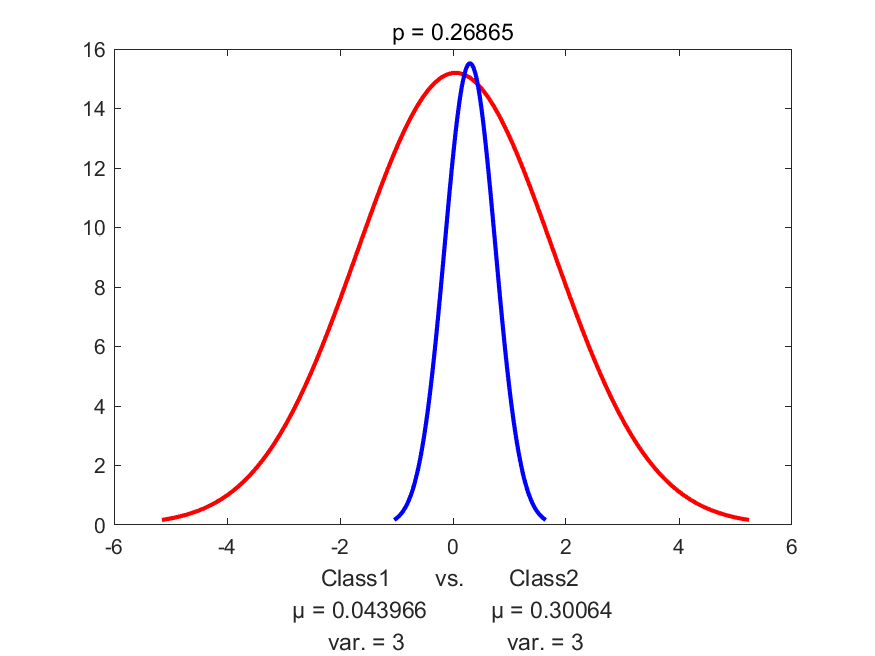 p = 0.26865
16
14
12
10
8
6
4
2
0
-6 -4 -2 0 2 4 6
Class1 vs. Class2
μ = 0.043966 μ = 0.30064
var. = 3 var. = 3